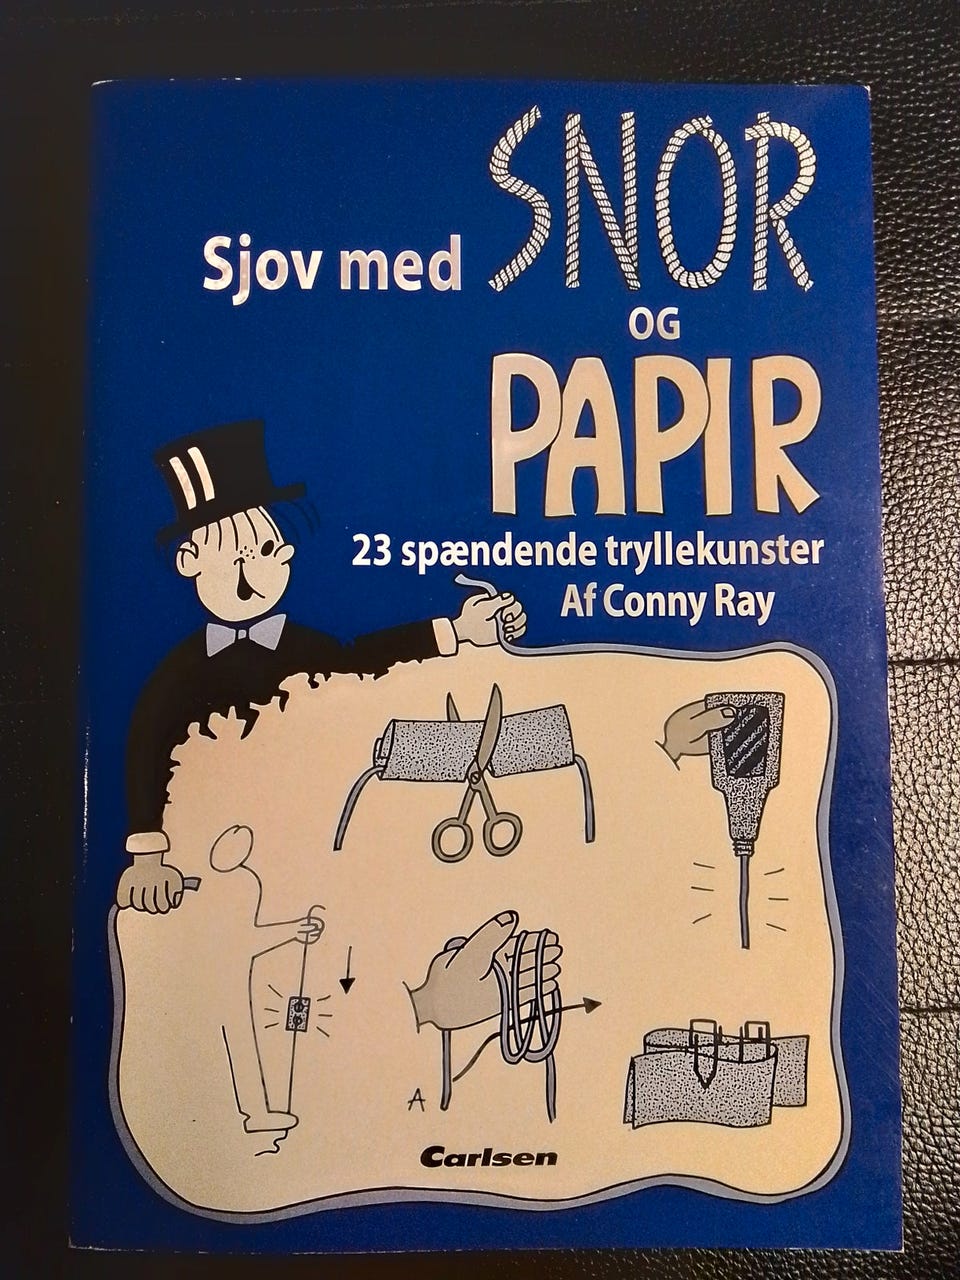 Sjov med SNOR
OG
PAPIR
23 spændende tryllekunster
Af Conny Ray
A
Carlsen